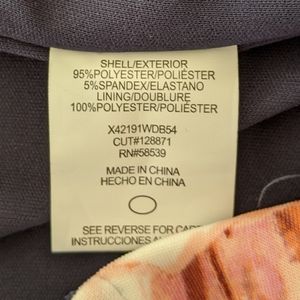 SHELL/EXTERIOR
95%POLYESTER/POLIÉSTER
5%SPANDEX/ELASTANO
LINING/DOUBLURE
100%POLYESTER/POLIÉSTER
X42191WDB54
CUT#128871
RN#58539
MADE IN CHINA
HECHO EN CHINA
SEE REVERSE FOR
INSTRUCCIONES